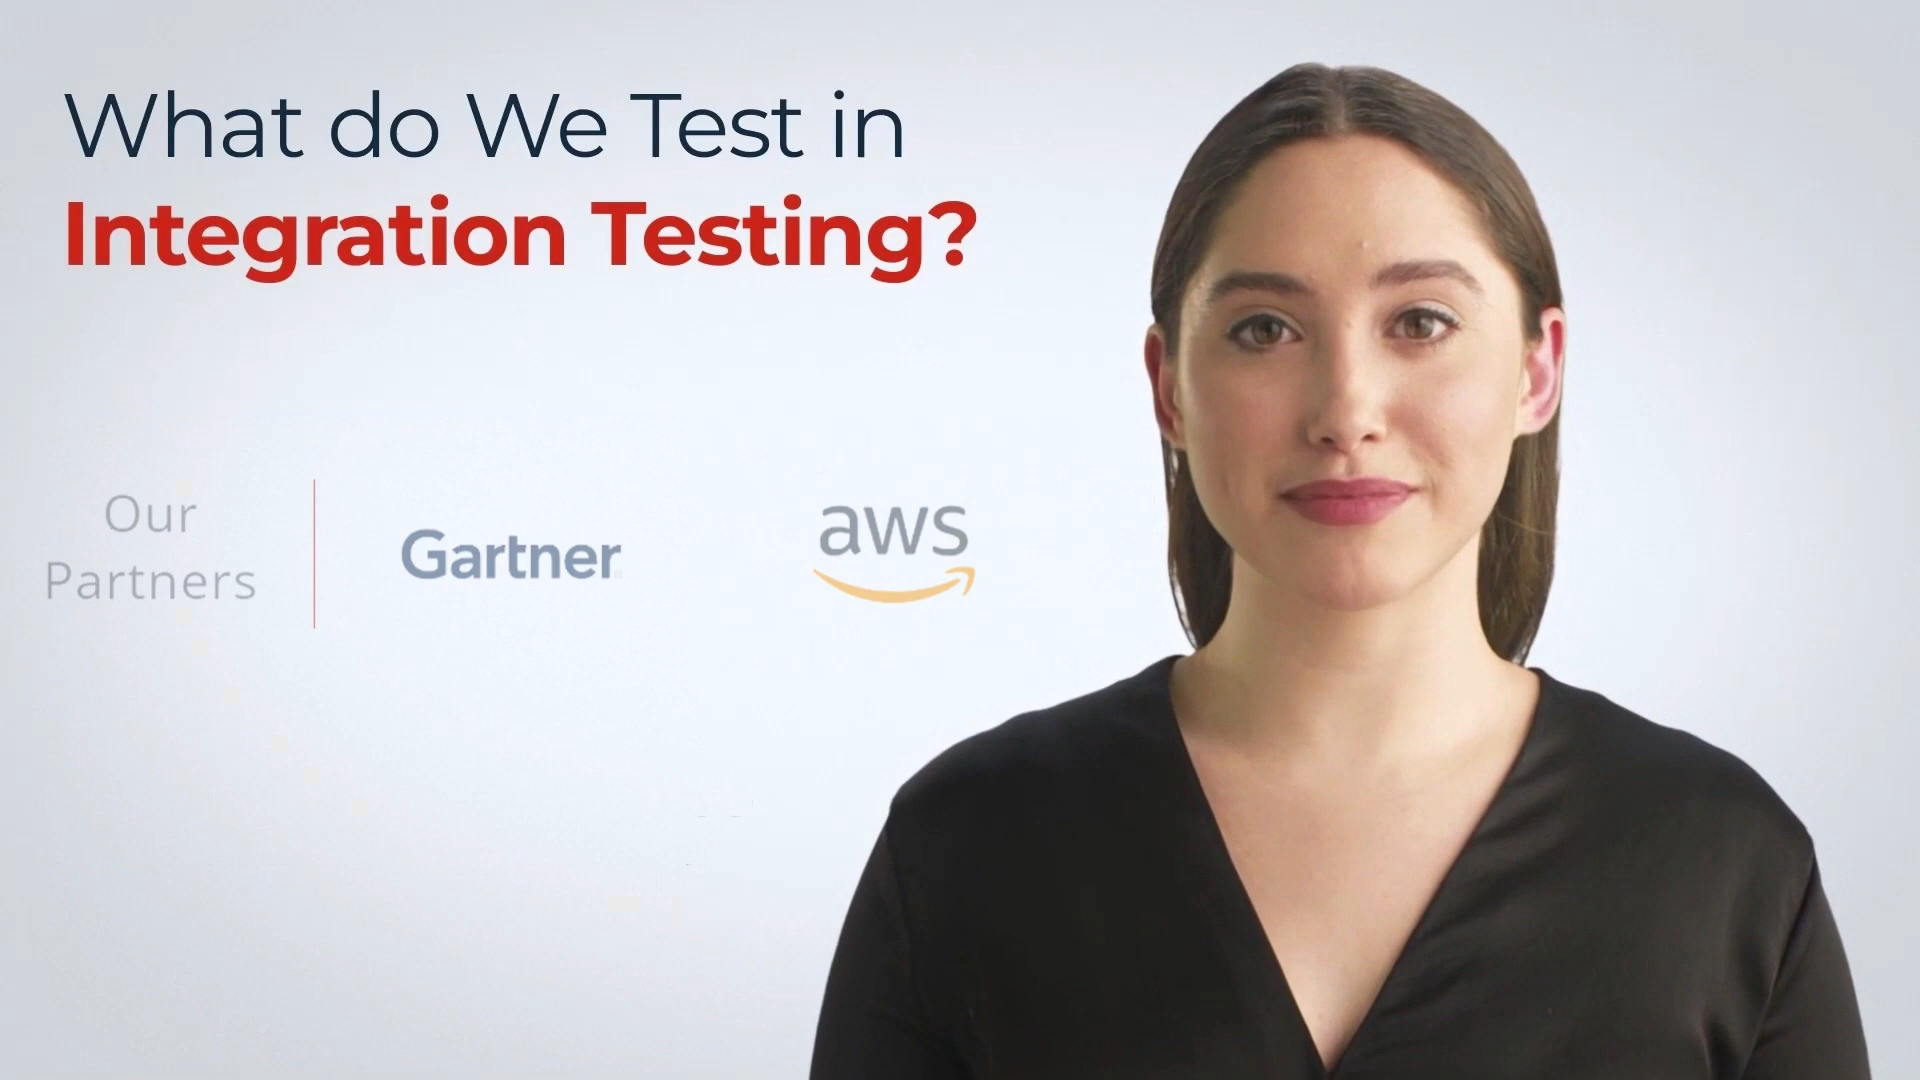 What do We Test in
Integration Testing?
Our
Partners
Gartner
aws